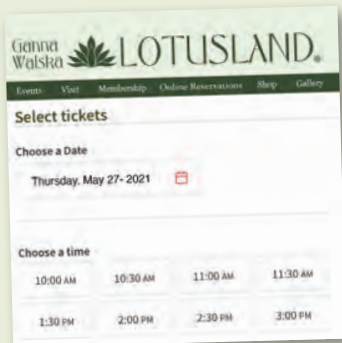 Ganna
Walska LOTUSLAND®
Events Visit Membership Online Reservations Shop Gallery
Select tickets
Choose a Date
Thursday, May 27- 2021
Choose a time
10:00 AM 10:30 AM 11:00 AM 11:30 AM
1:30 PM 2:00 PM 2:30 PM 3:00 PM